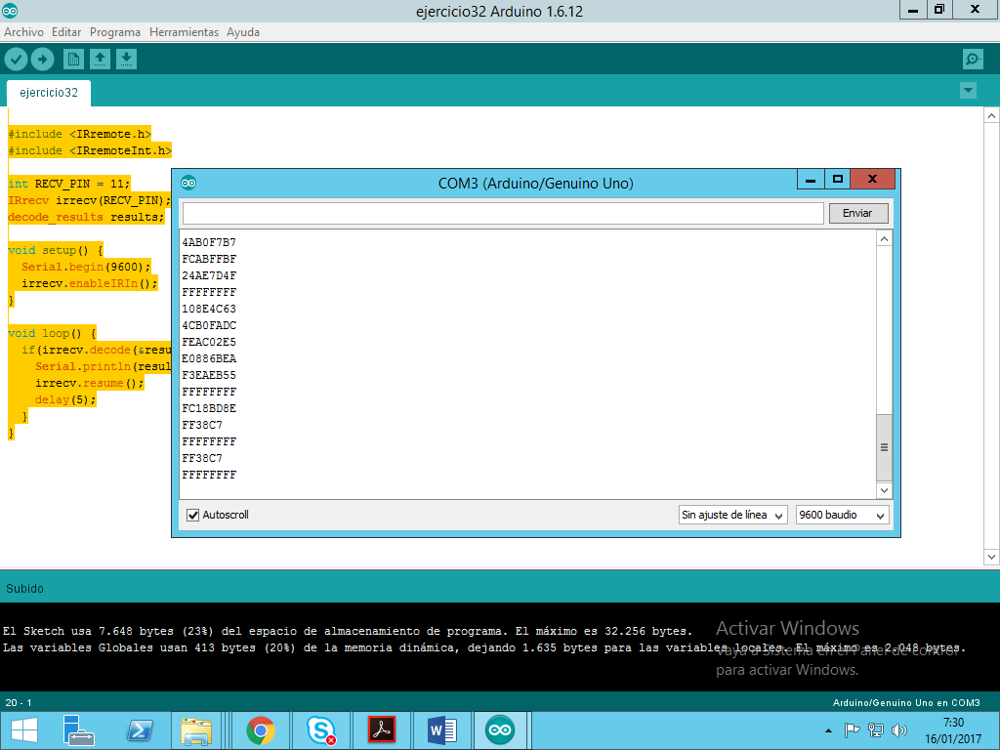 ejercicio32 Arduino 1.6.12
Archivo Editar Programa Herramientas Ayuda
ejercicio32
#include <IRremote.h>
#include <IRremoteInt.h>
int RECV_PIN = 11;
IRrecv irrecv(RECV_PIN);
decode_results results;
void setup() {
Serial.begin(9600);
irrecv.enableIRIn();
}
void loop() {
if(irrecv.decode(&resu
Serial.println(resul
irrecv.resume();
delay(5);
}
}
COM3 (Arduino/Genuino Uno)
Enviar
4AB0F7B7
FCABFFBF
24AE7D4F
FFFFFFFF
108E4C63
4CB0FADC
FEAC02E5
E0886BEA
F3EAEB55
FFFFFFFF
FC18BD8E
FF38C7
FFFFFFFF
FF38C7
FFFFFFFF
Autoscroll
Sin ajuste de línea
9600 baudio
Subido
El Sketch usa 7.648 bytes (23%) del espacio de almacenamiento de programa. El máximo es 32.256 bytes.
Las variables Globales usan 413 bytes (20%) de la memoria dinámica, dejando 1.635 bytes para las variables locales. El máximo es 2.048 bytes.
Activar Windows
Vaya a Sistema en el Panel de control
para activar Windows.
20 - 1
Arduino/Genuino Uno en COM3
7:30
16/01/2017